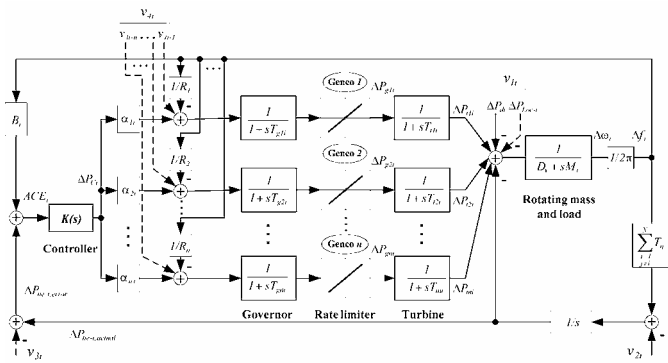 v4i
v1i-n ... v1i-1
...
1/R1
Genco 1
ΔPg1i
v1i
Bi
α1i
1
1+sTg1i
1
1+sTt1i
ΔPt1i
ΔPdi
ΔPLoc-i
Δωi
Δfi
1/R2
Genco 2
ΔPg2i
1
Di+sMi
1/2π
ΔPCi
ACEi
K(s)
Controller
α2i
1
1+sTg2i
1
1+sTt2i
ΔPt2i
Rotating mass
and load
1/Rn
Genco n
ΔPgni
αni
1
1+sTgni
1
1+sTtni
ΔPtni
N
∑ Tij
j=1
j≠i
Governor
Rate limiter
Turbine
ΔPtie-i,error
ΔPtie-i,actual
1/s
v3i
v2i